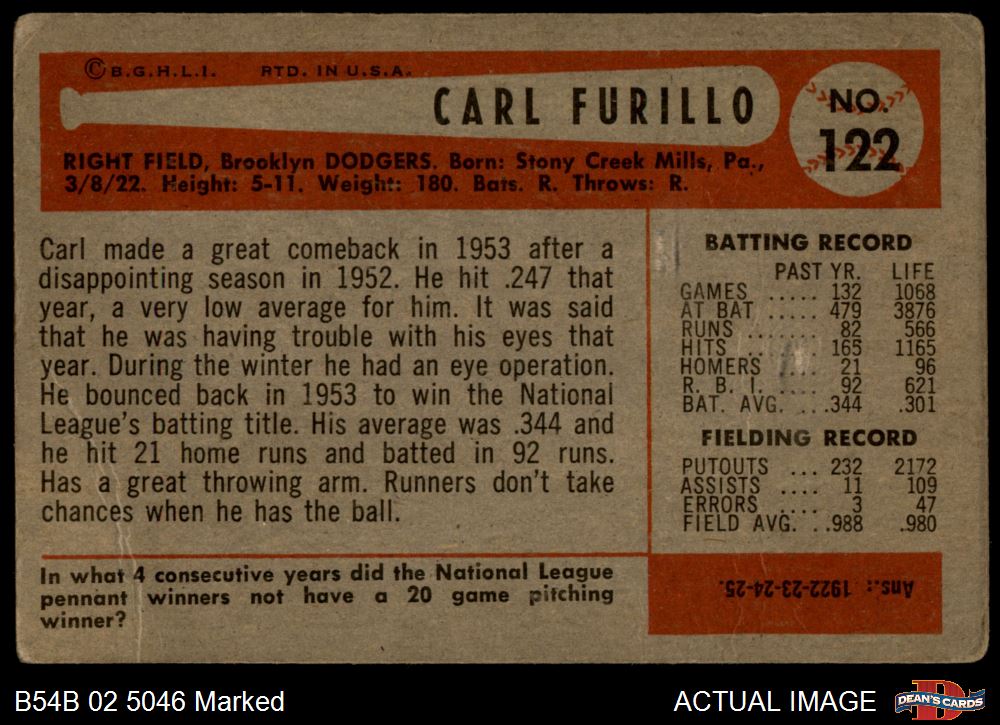 ©B.G.H.L.I. RTD. IN U.S.A.
CARL FURILLO
NO.
122
RIGHT FIELD, Brooklyn DODGERS. Born: Stony Creek Mills, Pa.,
3/8/22. Height: 5-11. Weight: 180. Bats. R. Throws: R.
Carl made a great comeback in 1953 after a
disappointing season in 1952. He hit .247 that
year, a very low average for him. It was said
that he was having trouble with his eyes that
year. During the winter he had an eye operation.
He bounced back in 1953 to win the National
League's batting title. His average was .344 and
he hit 21 home runs and batted in 92 runs.
Has a great throwing arm. Runners don't take
chances when he has the ball.
BATTING RECORD
PAST YR. LIFE
GAMES ..... 132 1068
AT BAT ..... 479 3876
RUNS ....... 82 566
HITS ....... 165 1165
HOMERS .... 21 96
R. B. I. .... 92 621
BAT. AVG. ...344 .301
FIELDING RECORD
PUTOUTS ... 232 2172
ASSISTS .... 11 109
ERRORS .... 3 47
FIELD AVG. ..988 .980
In what 4 consecutive years did the National League
pennant winners not have a 20 game pitching
winner?
Ans.: 1922-23-24-25.
B54B 02 5046 Marked
ACTUAL IMAGE
D
DEAN'S CARDS